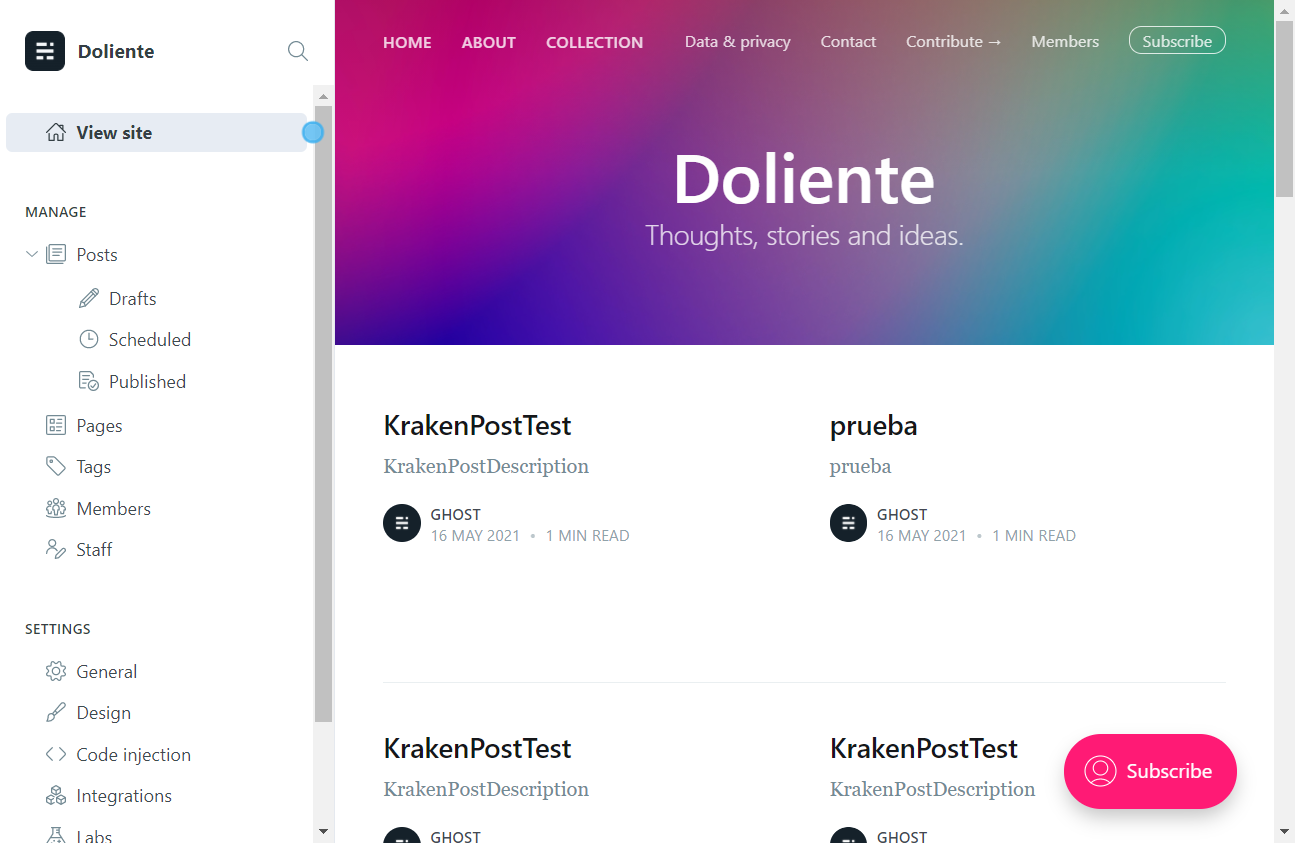 Doliente
View site
MANAGE
Posts
Drafts
Scheduled
Published
Pages
Tags
Members
Staff
SETTINGS
General
Design
Code injection
Integrations
Labs
HOME ABOUT COLLECTION Data & privacy Contact Contribute → Members Subscribe
Doliente
Thoughts, stories and ideas.
KrakenPostTest
KrakenPostDescription
GHOST
16 MAY 2021 • 1 MIN READ
prueba
prueba
GHOST
16 MAY 2021 • 1 MIN READ
KrakenPostTest
KrakenPostDescription
GHOST
KrakenPostTest
KrakenPostDescription
GHOST
Subscribe